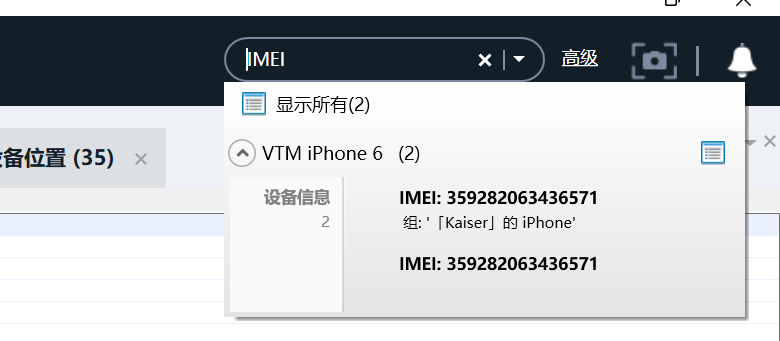 IMEI
高级
显示所有(2)
设备位置 (35)
VTM iPhone 6 (2)
设备信息
2
IMEI: 359282063436571
组: '「Kaiser」的 iPhone'
IMEI: 359282063436571